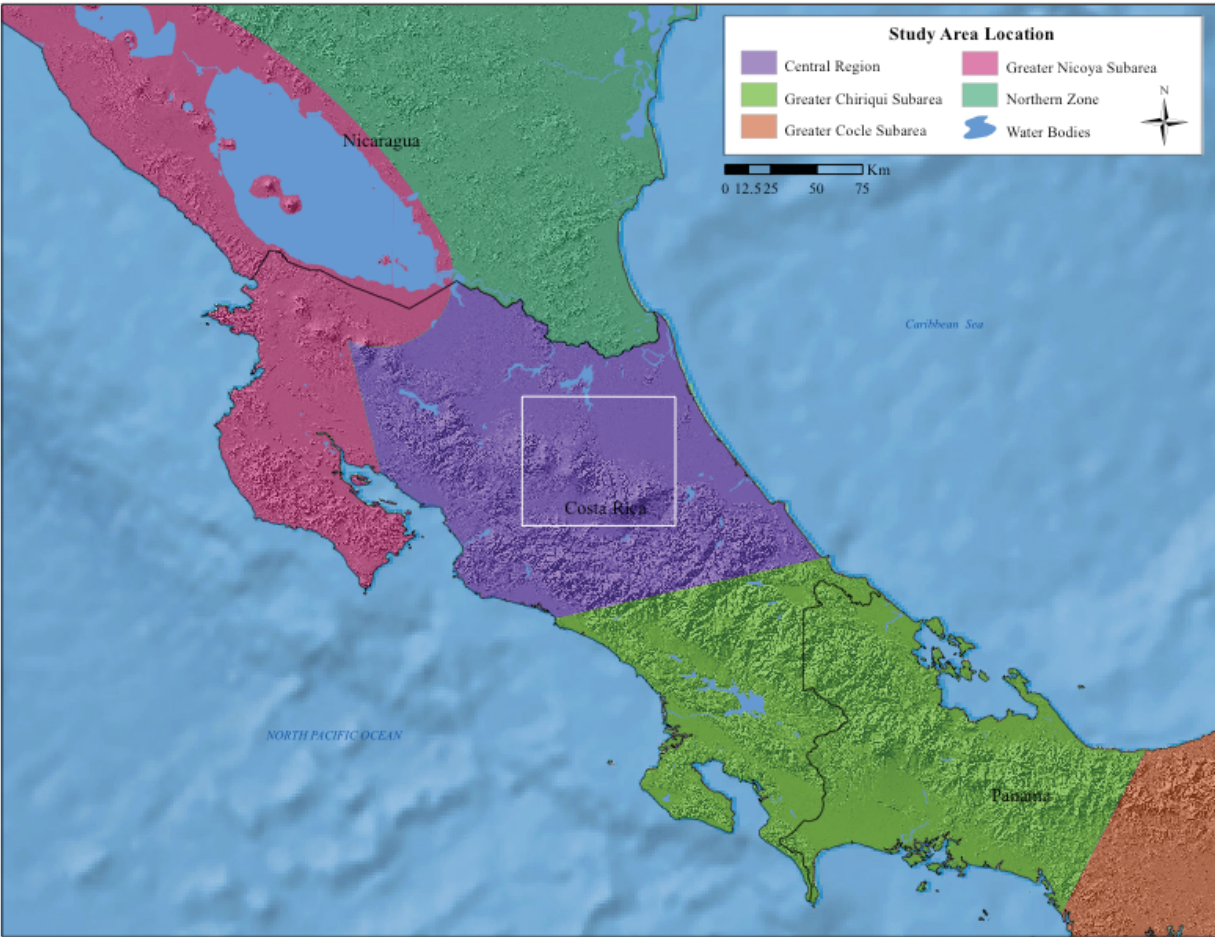 Study Area Location
Central Region
Greater Nicoya Subarea
Greater Chiriqui Subarea
Northern Zone
Greater Cocle Subarea
Water Bodies
N
Km
0 12.5 25 50 75
Nicaragua
Caribbean Sea
Costa Rica
NORTH PACIFIC OCEAN
Panama